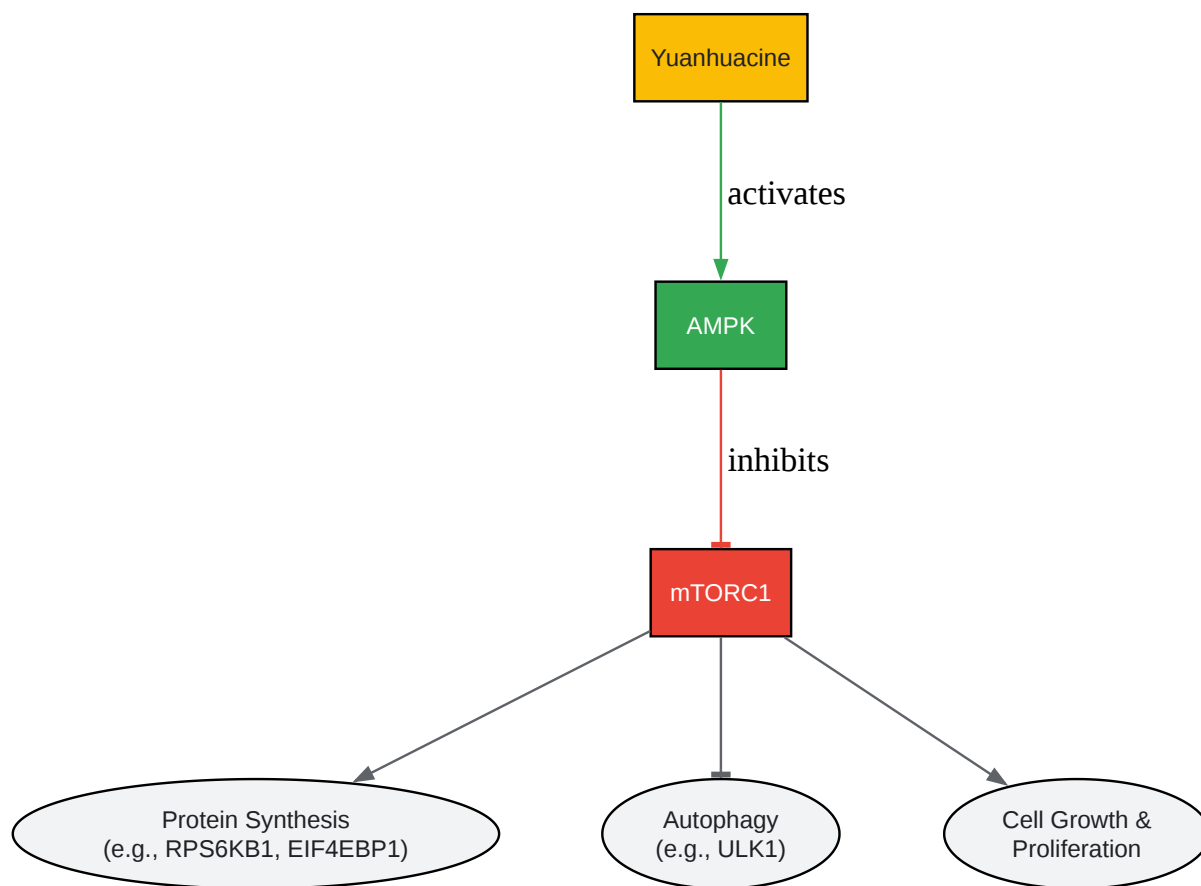 Yuanhuacine
activates
AMPK
inhibits
mTORC1
Protein Synthesis
(e.g., RPS6KB1, EIF4EBP1)
Autophagy
(e.g., ULK1)
Cell Growth &
Proliferation